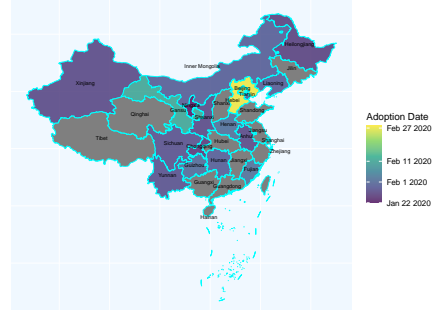 Heilongjiang
Jilin
Inner Mongolia
Xinjiang
Liaoning
Beijing
Tianjin
Hebei
Gansu
Shanxi
Shandong
Qinghai
Shaanxi
Henan
Jiangsu
Tibet
Anhui
Shanghai
Sichuan
Hubei
Chongqing
Zhejiang
Hunan
Jiangxi
Guizhou
Fujian
Yunnan
Guangxi
Guangdong
Hainan
Adoption Date
Feb 27 2020
Feb 11 2020
Feb 1 2020
Jan 22 2020